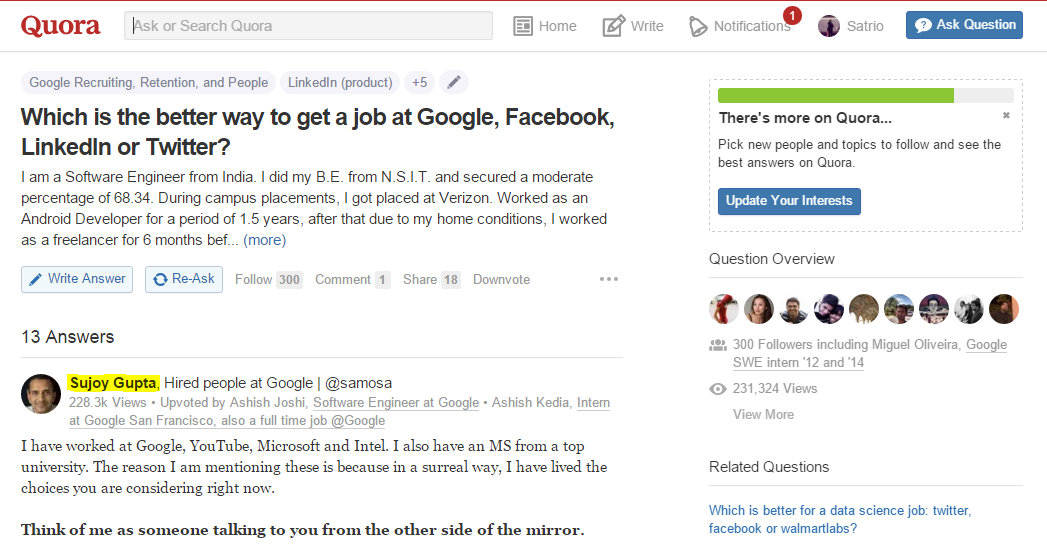 Quora
Ask or Search Quora
Home
Write
Notifications
1
Satrio
Ask Question
Google Recruiting, Retention, and People
LinkedIn (product)
+5
Which is the better way to get a job at Google, Facebook,
LinkedIn or Twitter?
I am a Software Engineer from India. I did my B.E. from N.S.I.T. and secured a moderate
percentage of 68.34. During campus placements, I got placed at Verizon. Worked as an
Android Developer for a period of 1.5 years, after that due to my home conditions, I worked
as a freelancer for 6 months bef... (more)
Write Answer
Re-Ask
Follow 300
Comment 1
Share 18
Downvote
13 Answers
Sujoy Gupta, Hired people at Google | @samosa
228.3k Views • Upvoted by Ashish Joshi, Software Engineer at Google • Ashish Kedia, Intern
at Google San Francisco, also a full time job @Google
I have worked at Google, YouTube, Microsoft and Intel. I also have an MS from a top
university. The reason I am mentioning these is because in a surreal way, I have lived the
choices you are considering right now.
Think of me as someone talking to you from the other side of the mirror.
There's more on Quora...
Pick new people and topics to follow and see the
best answers on Quora.
Update Your Interests
Question Overview
300 Followers including Miguel Oliveira, Google
SWE intern '12 and '14
231,324 Views
View More
Related Questions
Which is better for a data science job: twitter,
facebook or walmartlabs?